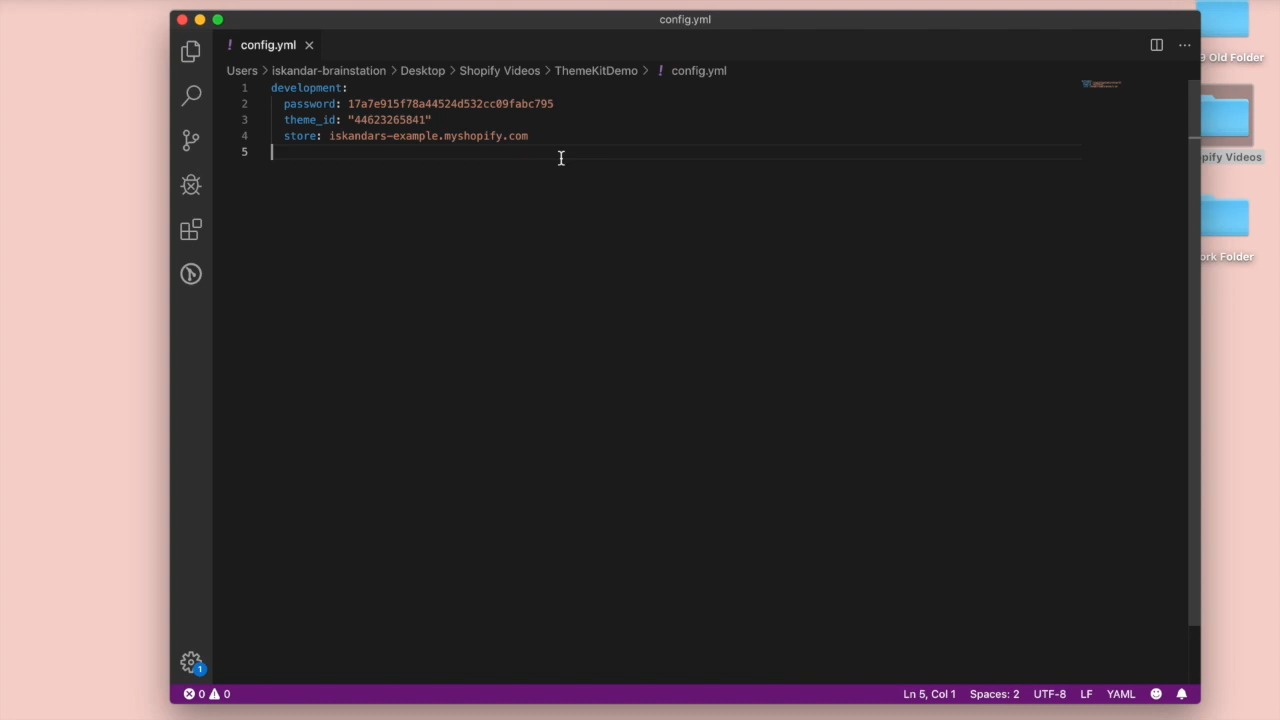 config.yml
config.yml
Users > iskandar-brainstation > Desktop > Shopify Videos > ThemeKitDemo > ! config.yml
1 development:
2 password: 17a7e915f78a44524d532cc09fabc795
3 theme_id: "44623265841"
4 store: iskandars-example.myshopify.com
5
Old Folder
Videos
Folder
1
0 0
Ln 5, Col 1 Spaces: 2 UTF-8 LF YAML